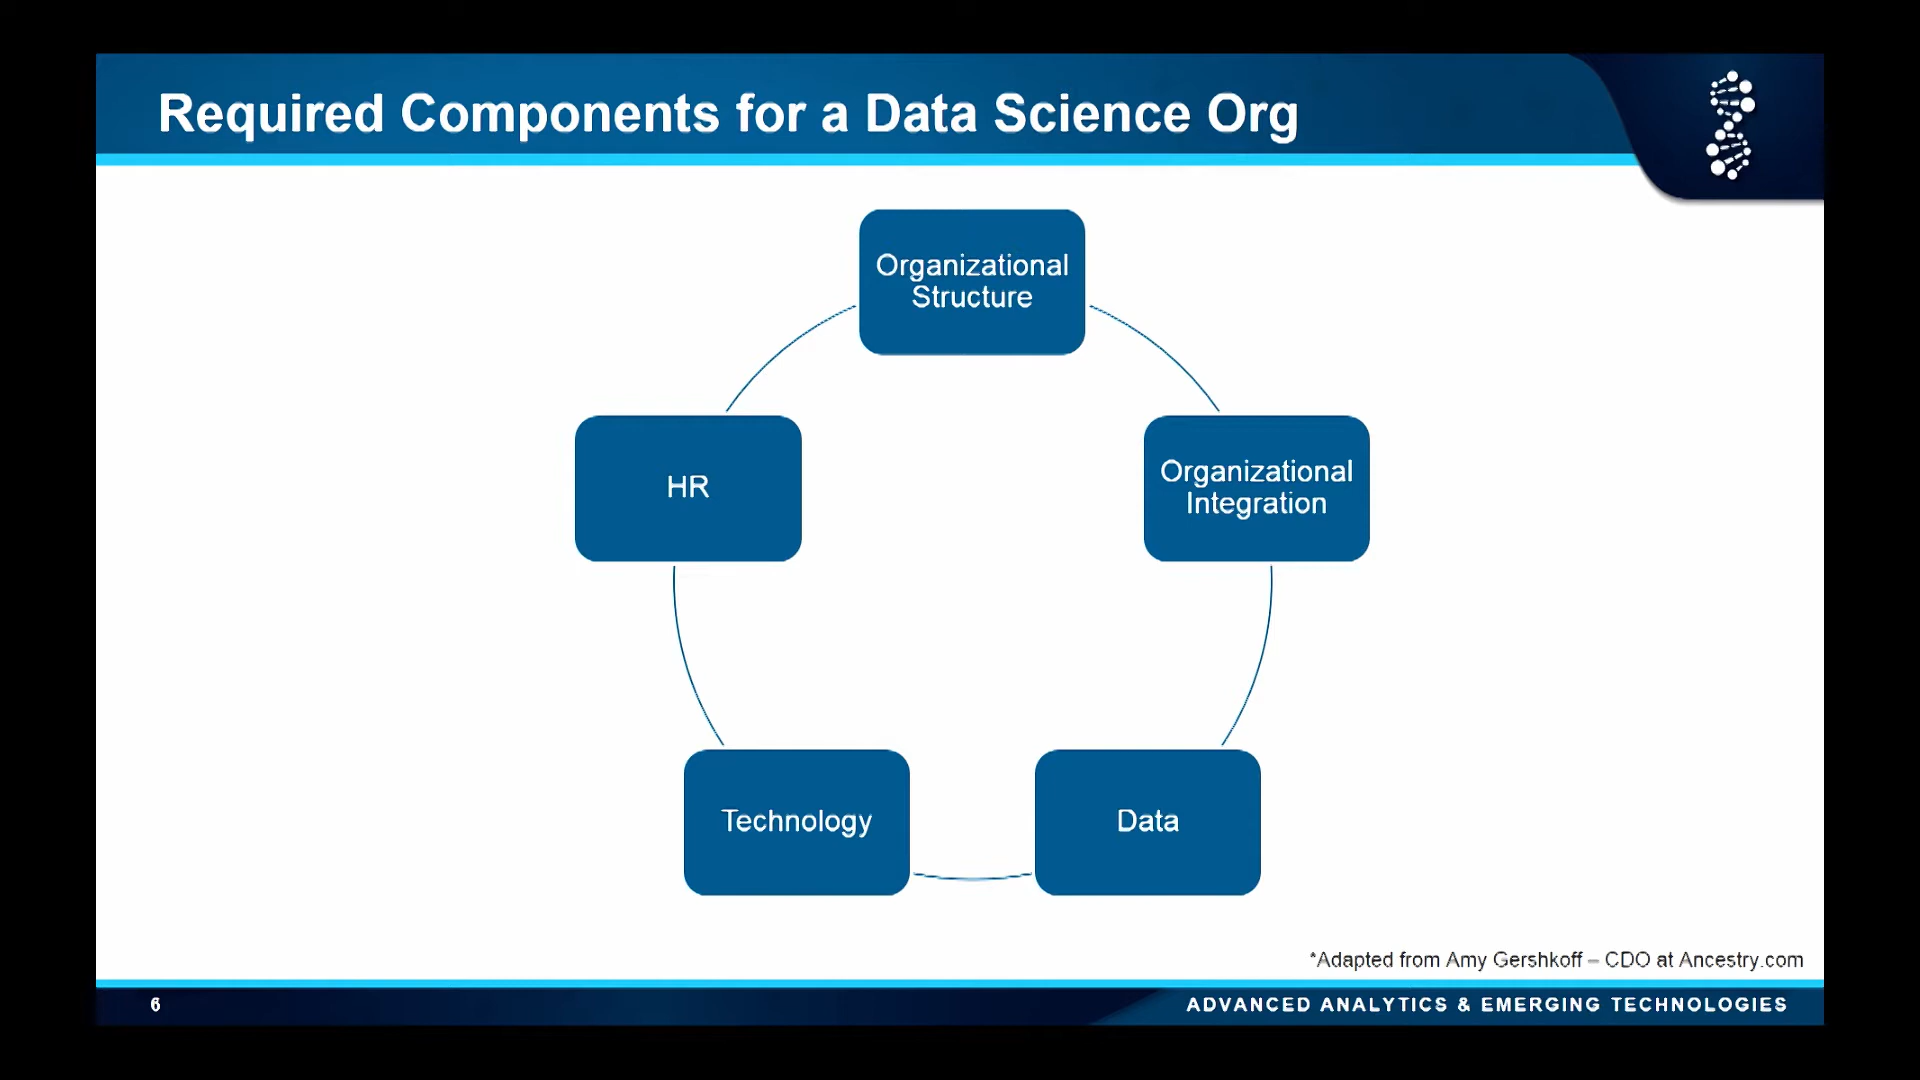 Required Components for a Data Science Org
Organizational
Structure
Organizational
Integration
Data
Technology
HR
*Adapted from Amy Gershkoff – CDO at Ancestry.com
6
ADVANCED ANALYTICS & EMERGING TECHNOLOGIES